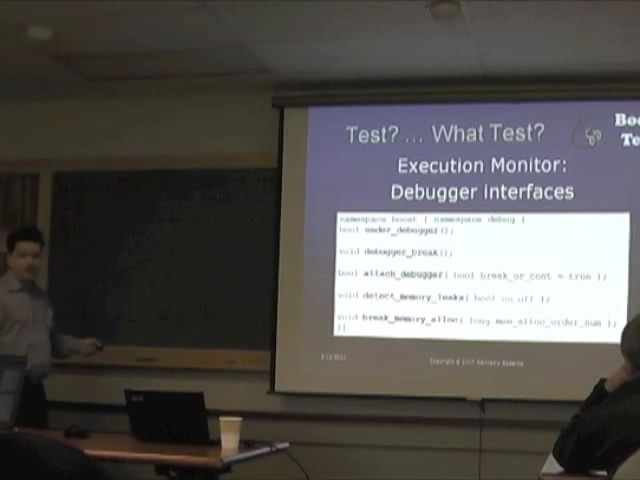 Test? ... What Test?
Execution Monitor:
Debugger interfaces
namespace boost { namespace debug {
bool under_debugger();
void debugger_break();
bool attach_debugger( bool break_or_cont = true );
void detect_memory_leaks( bool on_off );
void break_memory_alloc( long mem_alloc_order_num );
}}